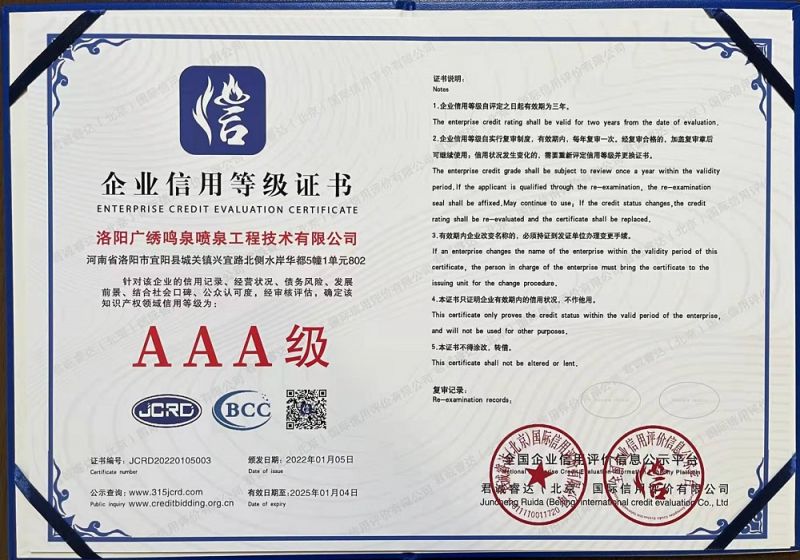 信
企业信用等级证书
ENTERPRISE CREDIT EVALUATION CERTIFICATE
洛阳广绣鸣泉喷泉工程技术有限公司
河南省洛阳市宜阳县城关镇兴宜路北侧水岸华都5幢1单元802
针对该企业的信用记录、经营状况、债务风险、发展
前景、结合社会口碑、公众认可度，经审核评估，确定该
知识产权领域信用等级为：
AAA级
JCRD
BCC
证书编号：JCRD20220105003
Certificate number
颁发日期：2022年01月05日
Date of issue
公示查询：www.315jcrd.com
Public inquiry www.creditbidding.org.cn
有效日期至：2025年01月04日
Date of expiry
证书说明：
Notes
1.企业信用等级自评定之日起有效期为三年。
The enterprise credit rating shall be valid for two years from the date of evaluation.
2.企业信用等级自实行复审制度，有效期内，每年复审一次。经复审合格的，加盖复审章后
可继续使用；信用状况发生变化的，需要重新评定信用等级并更换证书。
The enterprise credit grade shall be subject to review once a year within the validity
period.If the applicant is qualified through the re-examination, the re-examination
seal shall be affixed.May continue to use; If the credit status changes,the credit
rating shall be re-evaluated and the certificate shall be replaced.
3.有效期内企业改变名称的，必须持证到发证单位办理变更手续。
If an enterprise changes the name of the enterprise within the validity period of this
certificate, the person in charge of the enterprise must bring the certificate to the
issuing unit for the change procedure.
4.本证书只证明企业有效期内的信用状况，不作他用。
This certificate only proves the credit status within the valid period of the enterprise,
and will not be used for other purposes.
5.本证书不得涂改、转借。
This certificate shall not be altered or lent.
复审记录：
Re-examination records:
全国企业信用评价信息公示平台
National Enterprise Credit Evaluation Information Publicity Platform
君诚睿达（北京）国际信用评价有限公司
Juncheng Ruida (Beijing) international credit evaluation Co., Ltd